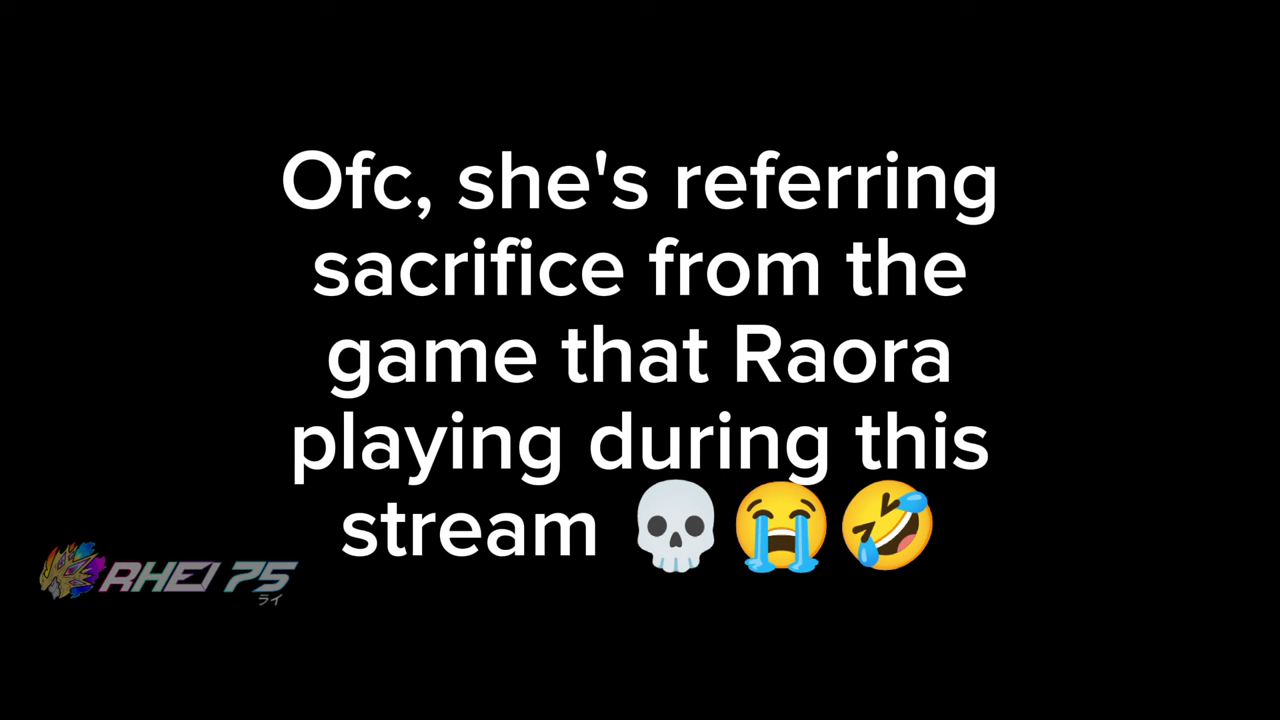 Ofc, she's referring
sacrifice from the
game that Raora
playing during this
stream 💀😭🤣
RHEI 75
ライ